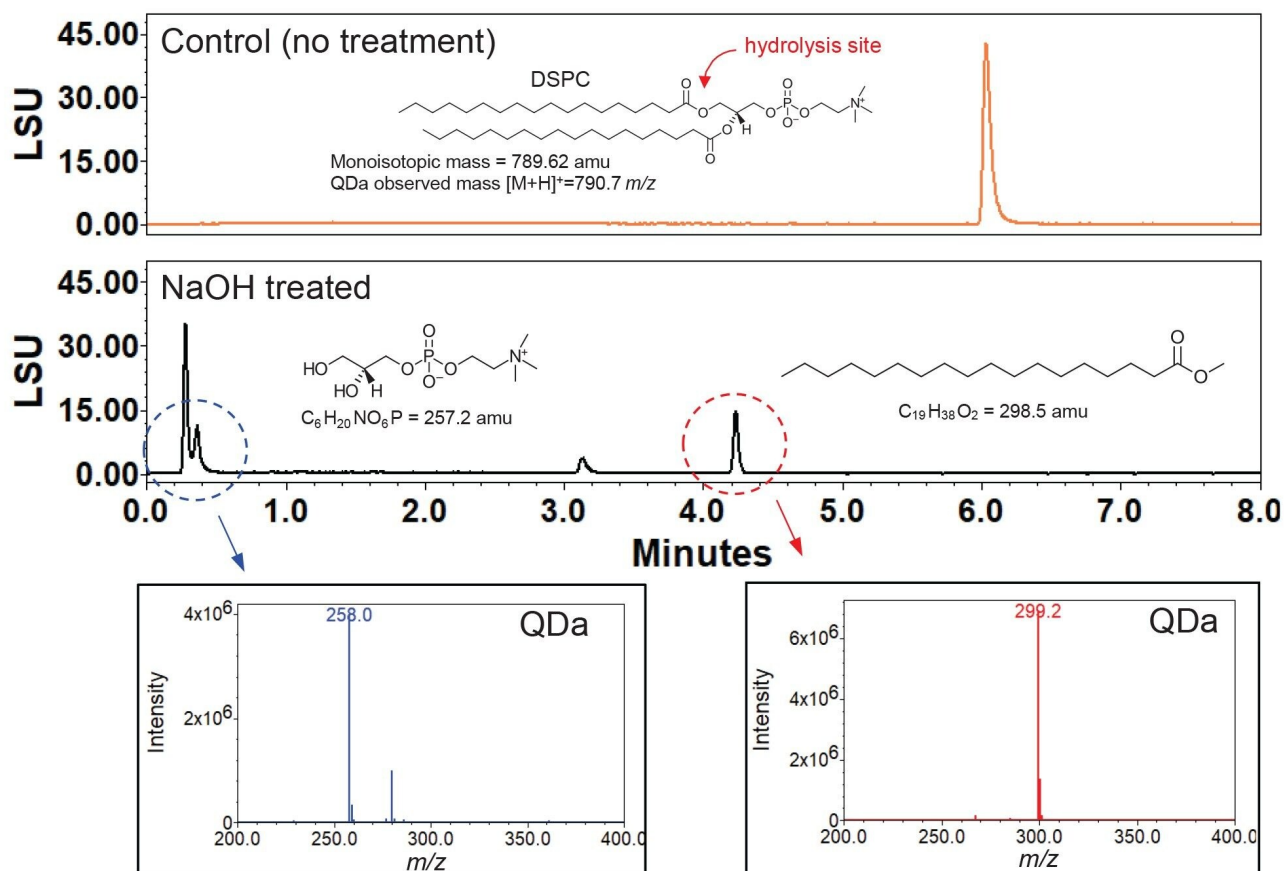 Control (no treatment)
hydrolysis site
DSPC
O
O
O
P
O
O
O⁻
N⁺
O
H
O
Monoisotopic mass = 789.62 amu
QDa observed mass [M+H]⁺=790.7 m/z
LSU
45.00
30.00
15.00
0.00
NaOH treated
O
HO
O
P
O
N⁺
O⁻
HO
H
C₆H₂₀NO₆P = 257.2 amu
O
O
C₁₉H₃₈O₂ = 298.5 amu
LSU
45.00
30.00
15.00
0.00
0.0 1.0 2.0 3.0 4.0 5.0 6.0 7.0 8.0
Minutes
QDa
258.0
Intensity
4x10⁶
2x10⁶
0
200.0 250.0 300.0 350.0 400.0
m/z
QDa
299.2
Intensity
6x10⁶
4x10⁶
2x10⁶
0
200.0 250.0 300.0 350.0 400.0
m/z